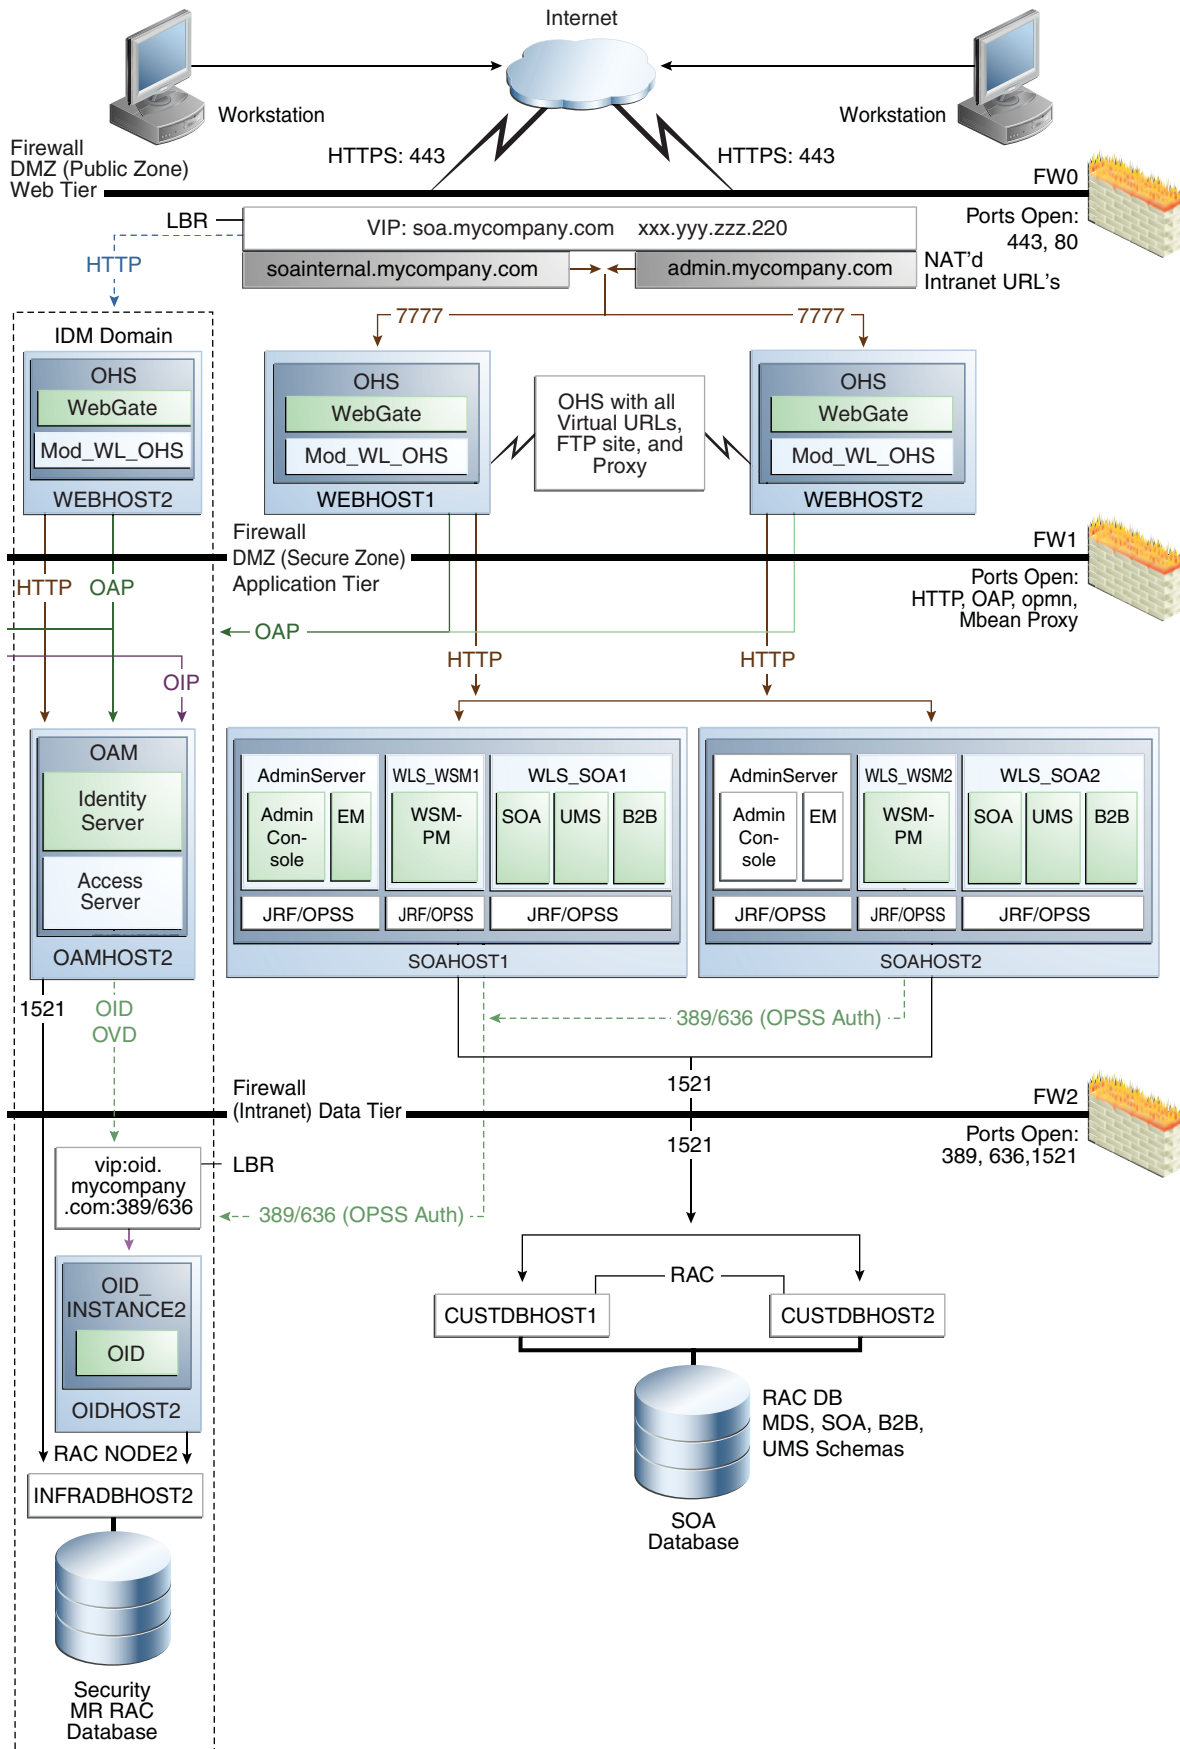 Internet
Workstation
Workstation
Firewall
DMZ (Public Zone)
Web Tier
HTTPS: 443
HTTPS: 443
FW0
Ports Open:
443, 80
LBR
VIP: soa.mycompany.com xxx.yyy.zzz.220
HTTP
soainternal.mycompany.com
admin.mycompany.com
NAT'd
Intranet URL's
7777
7777
IDM Domain
OHS
WebGate
Mod_WL_OHS
WEBHOST2
OHS
WebGate
Mod_WL_OHS
WEBHOST1
OHS with all
Virtual URLs,
FTP site, and
Proxy
OHS
WebGate
Mod_WL_OHS
WEBHOST2
Firewall
DMZ (Secure Zone)
Application Tier
FW1
Ports Open:
HTTP, OAP, opmn,
Mbean Proxy
HTTP
OAP
OAP
OIP
HTTP
HTTP
OAM
Identity
Server
Access
Server
OAMHOST2
AdminServer
Admin
Con-
sole
EM
WLS_WSM1
WSM-
PM
WLS_SOA1
SOA
UMS
B2B
JRF/OPSS
JRF/OPSS
JRF/OPSS
SOAHOST1
AdminServer
Admin
Con-
sole
EM
WLS_WSM2
WSM-
PM
WLS_SOA2
SOA
UMS
B2B
JRF/OPSS
JRF/OPSS
JRF/OPSS
SOAHOST2
1521
OID
OVD
389/636 (OPSS Auth)
1521
Firewall
(Intranet) Data Tier
FW2
Ports Open:
389, 636,1521
1521
vip:oid.
mycompany
.com:389/636
LBR
389/636 (OPSS Auth)
OID_
INSTANCE2
OID
OIDHOST2
RAC
CUSTDBHOST1
CUSTDBHOST2
RAC DB
MDS, SOA, B2B,
UMS Schemas
SOA
Database
RAC NODE2
INFRADBHOST2
Security
MR RAC
Database